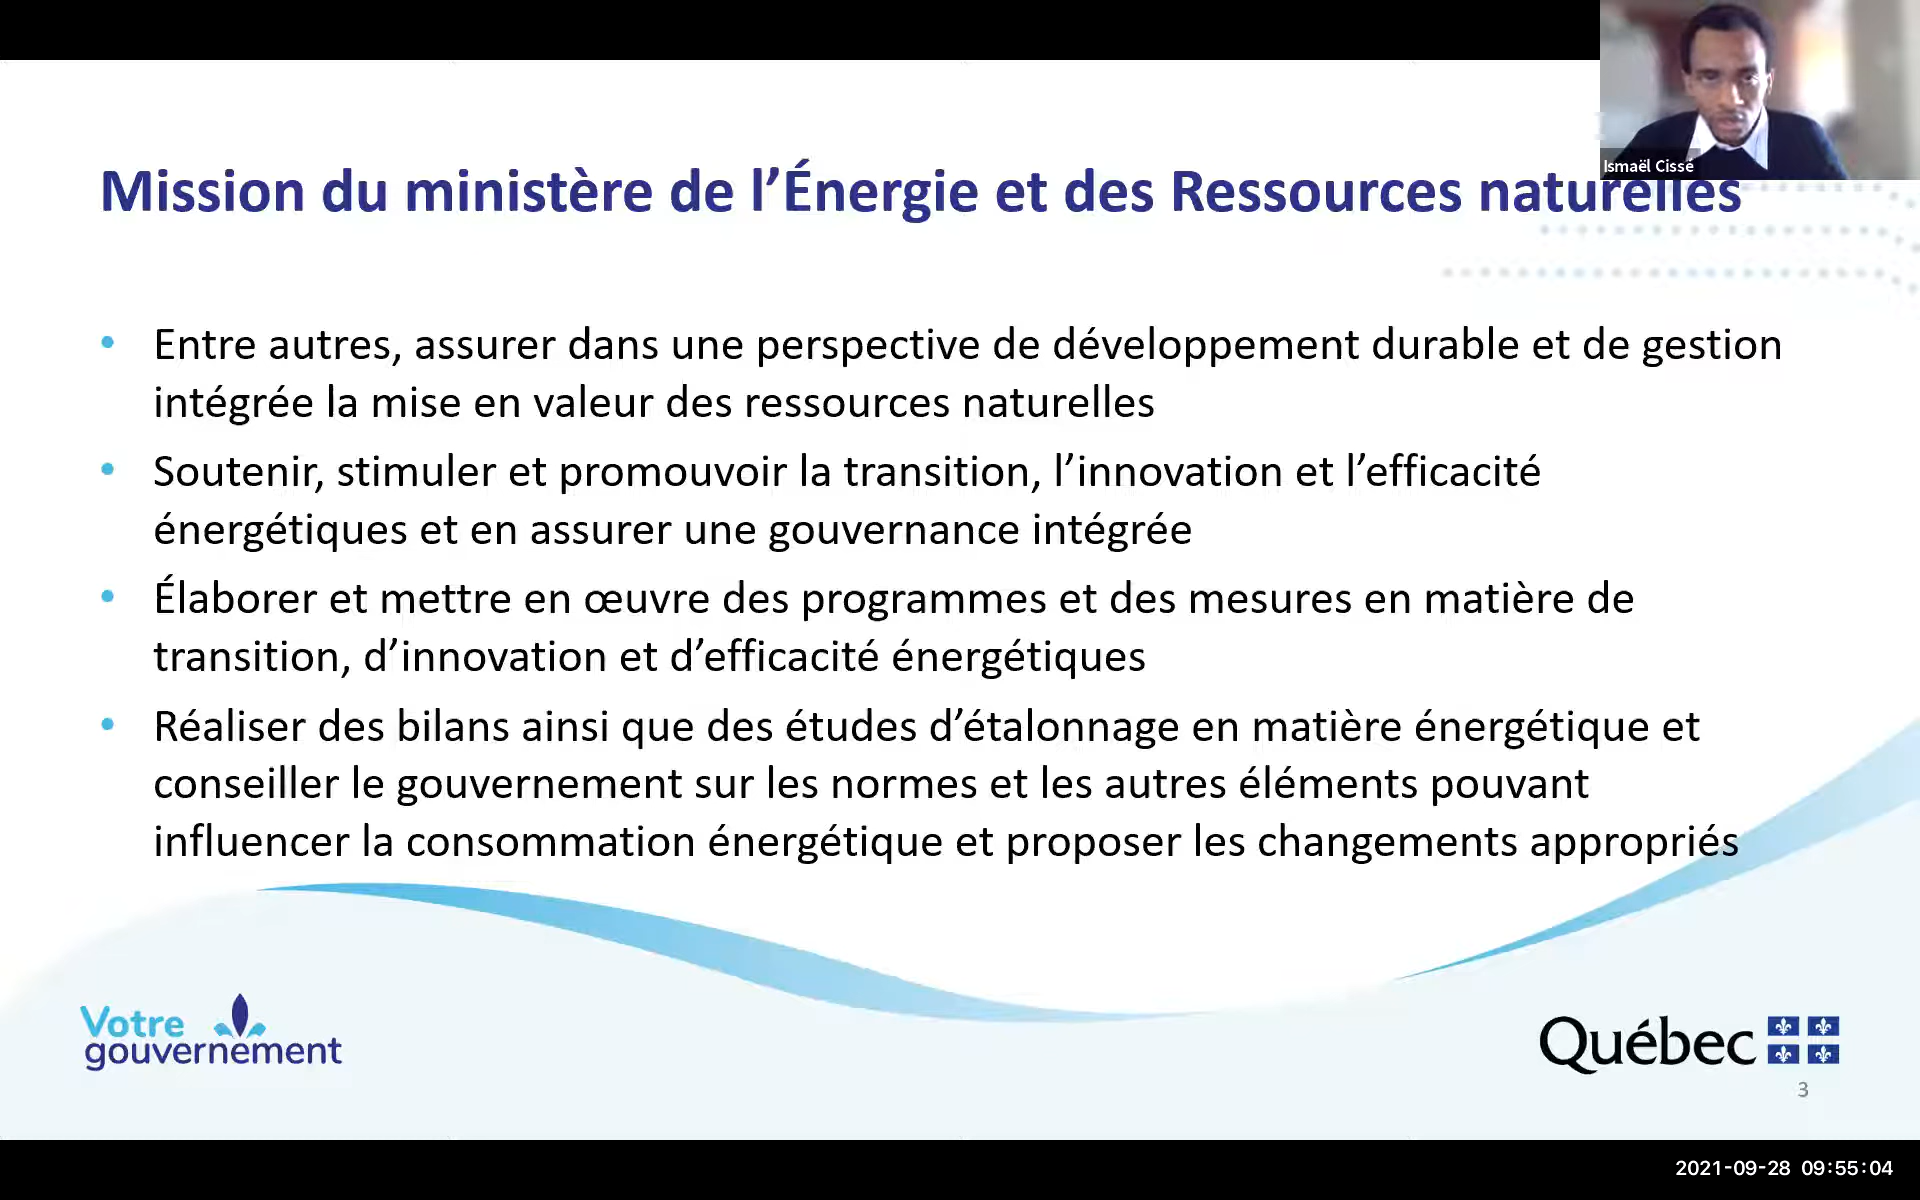 Ismaël Cissé
Mission du ministère de l’Énergie et des Ressources naturelles
• Entre autres, assurer dans une perspective de développement durable et de gestion
intégrée la mise en valeur des ressources naturelles
• Soutenir, stimuler et promouvoir la transition, l’innovation et l’efficacité
énergétiques et en assurer une gouvernance intégrée
• Élaborer et mettre en œuvre des programmes et des mesures en matière de
transition, d’innovation et d’efficacité énergétiques
• Réaliser des bilans ainsi que des études d’étalonnage en matière énergétique et
conseiller le gouvernement sur les normes et les autres éléments pouvant
influencer la consommation énergétique et proposer les changements appropriés
Votre
gouvernement
Québec
3
2021-09-28 09:55:04